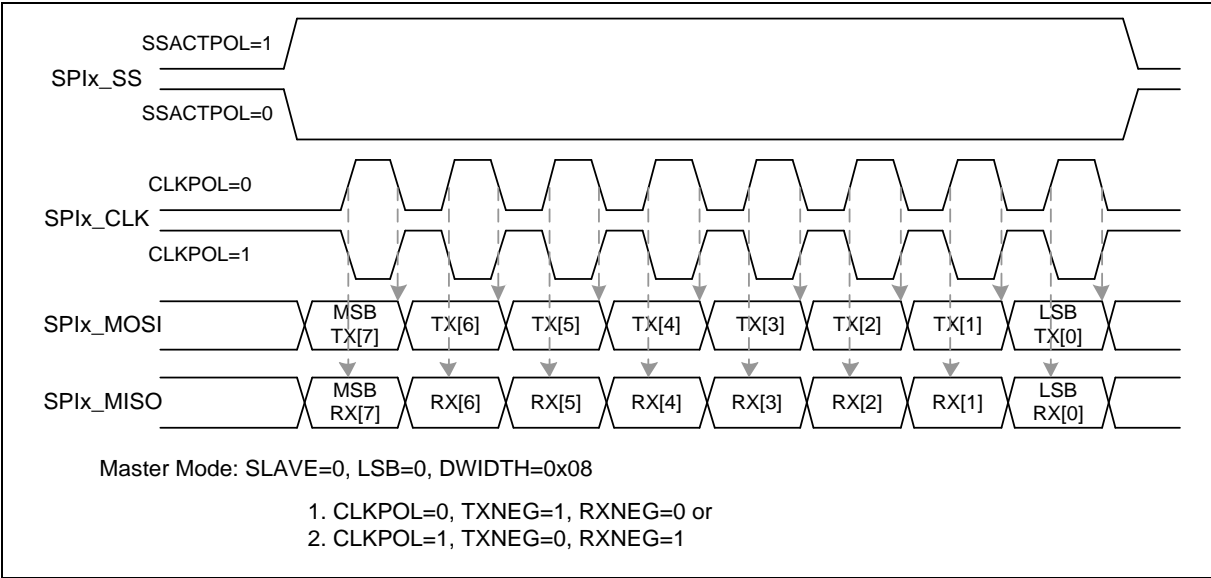 SSACTPOL=1
SPIx_SS
SSACTPOL=0
CLKPOL=0
SPIx_CLK
CLKPOL=1
SPIx_MOSI MSB TX[7] TX[6] TX[5] TX[4] TX[3] TX[2] TX[1] LSB TX[0]
SPIx_MISO MSB RX[7] RX[6] RX[5] RX[4] RX[3] RX[2] RX[1] LSB RX[0]
Master Mode: SLAVE=0, LSB=0, DWIDTH=0x08
1. CLKPOL=0, TXNEG=1, RXNEG=0 or
2. CLKPOL=1, TXNEG=0, RXNEG=1